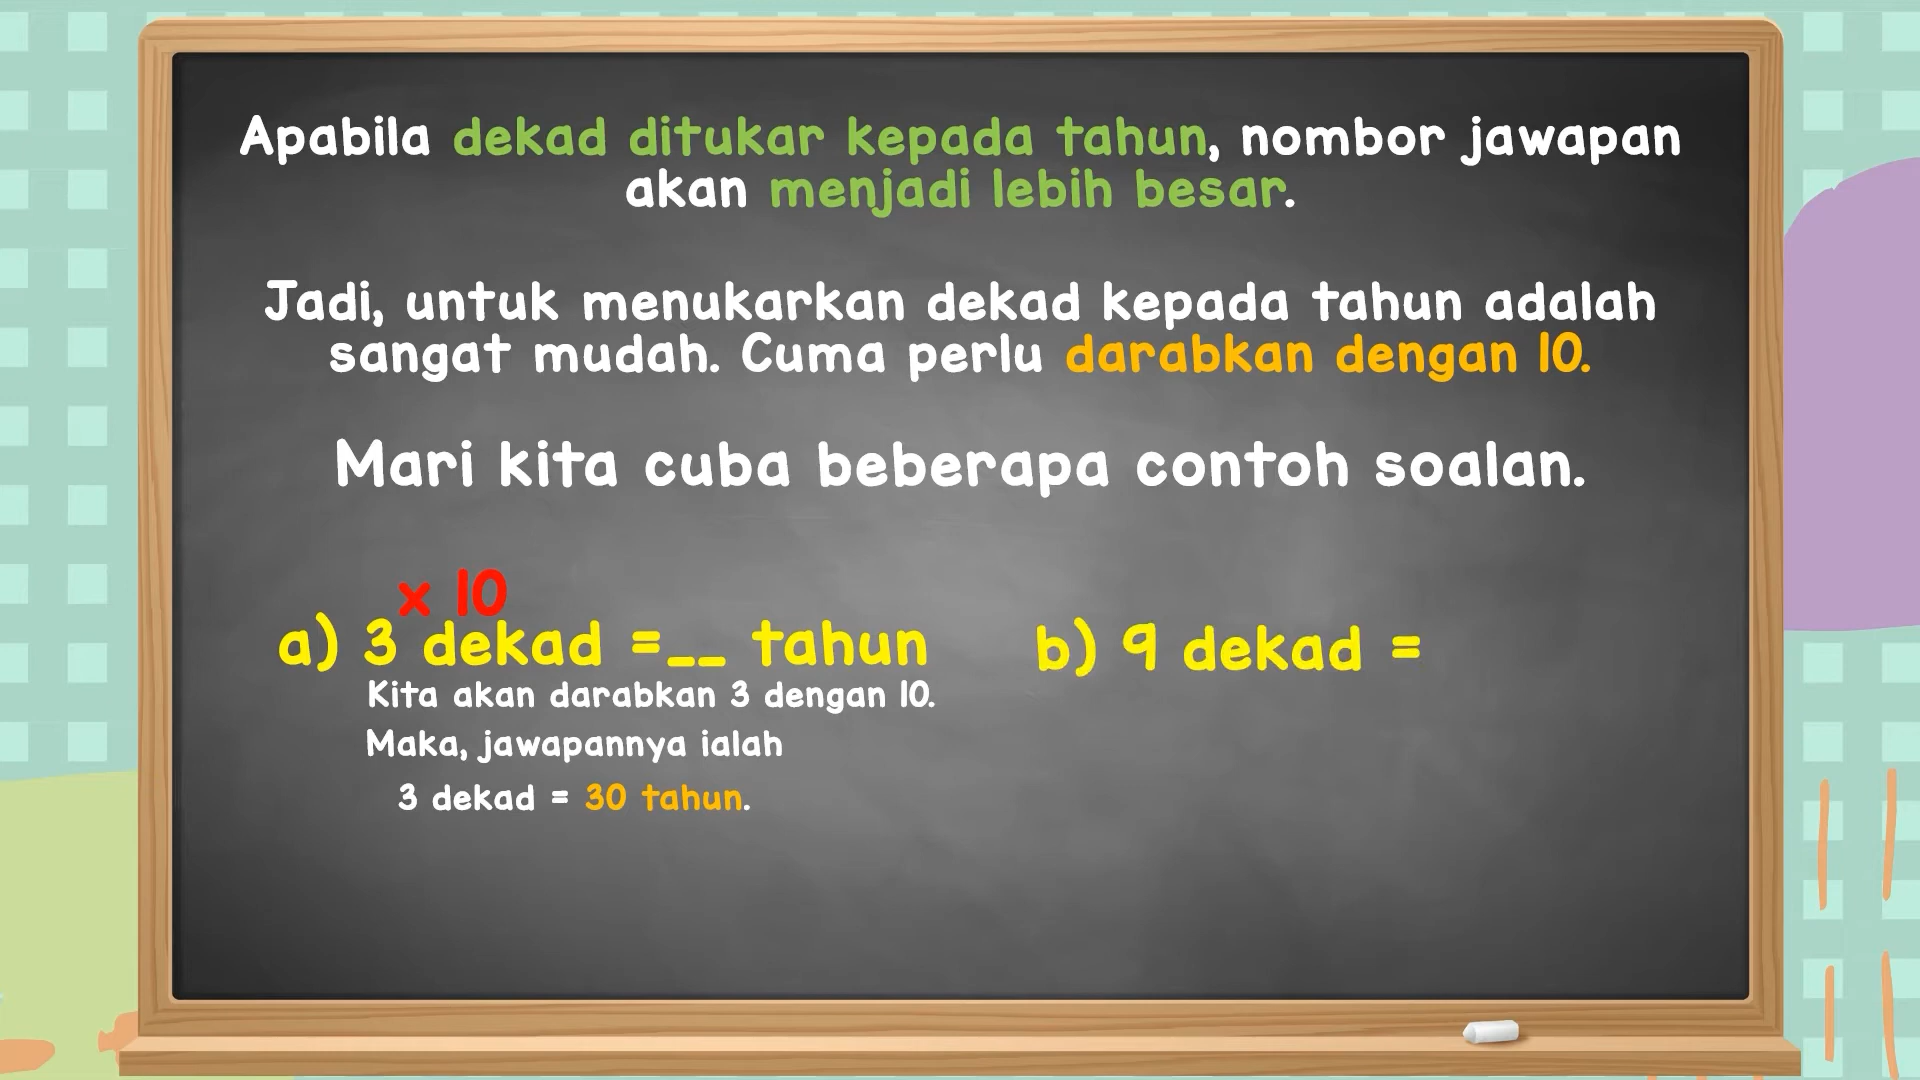 Apabila dekad ditukar kepada tahun, nombor jawapan
akan menjadi lebih besar.
Jadi, untuk menukarkan dekad kepada tahun adalah
sangat mudah. Cuma perlu darabkan dengan 10.
Mari kita cuba beberapa contoh soalan.
x 10
a) 3 dekad =__ tahun
Kita akan darabkan 3 dengan 10.
Maka, jawapannya ialah
3 dekad = 30 tahun.
b) 9 dekad =